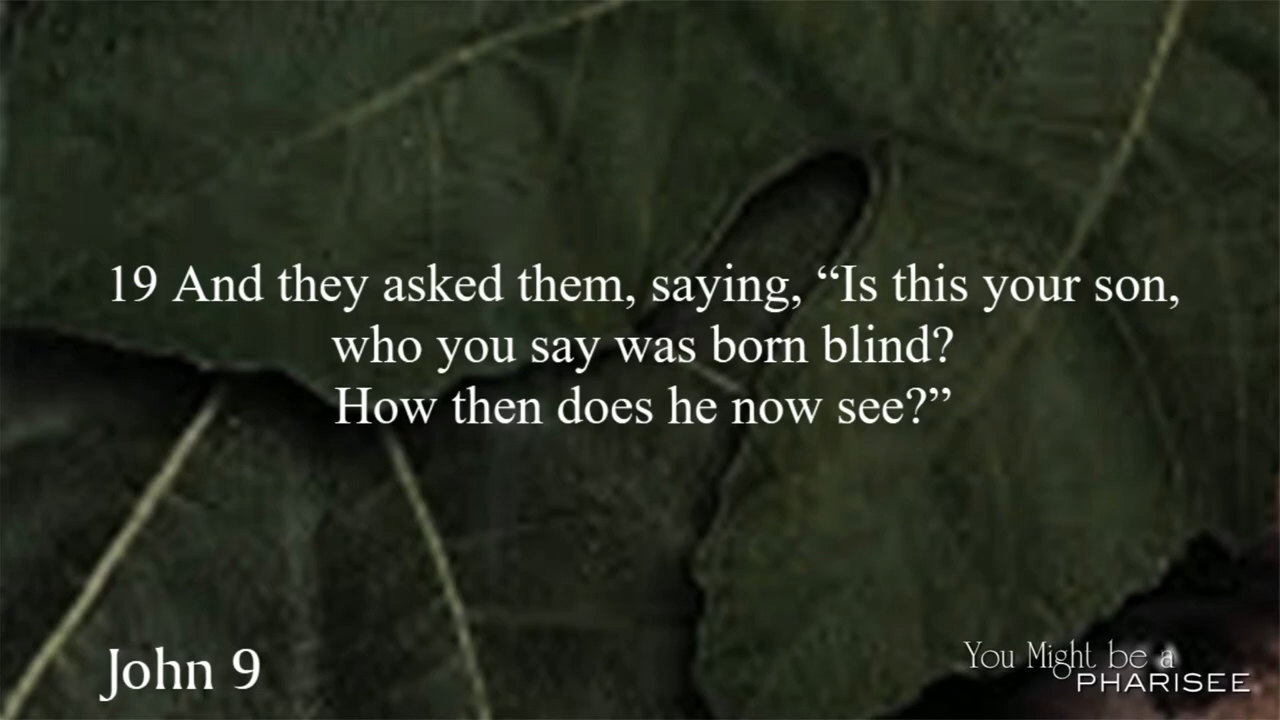 19 And they asked them, saying, “Is this your son,
who you say was born blind?
How then does he now see?”
John 9
You Might be a
PHARISEE